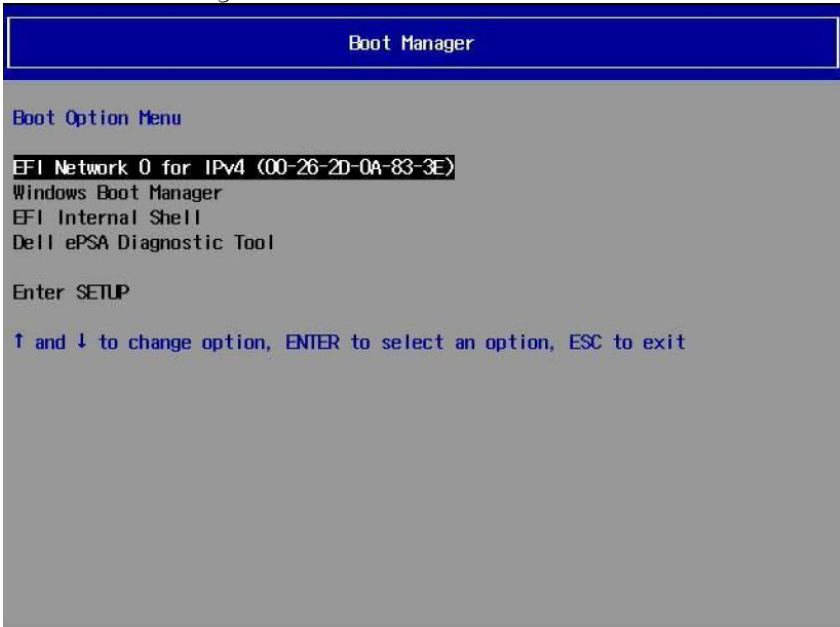 Boot Manager
Boot Option Menu
EFI Network 0 for IPv4 (00-26-2D-0A-83-3E)
Windows Boot Manager
EFI Internal Shell
Dell ePSA Diagnostic Tool
Enter SETUP
↑ and ↓ to change option, ENTER to select an option, ESC to exit